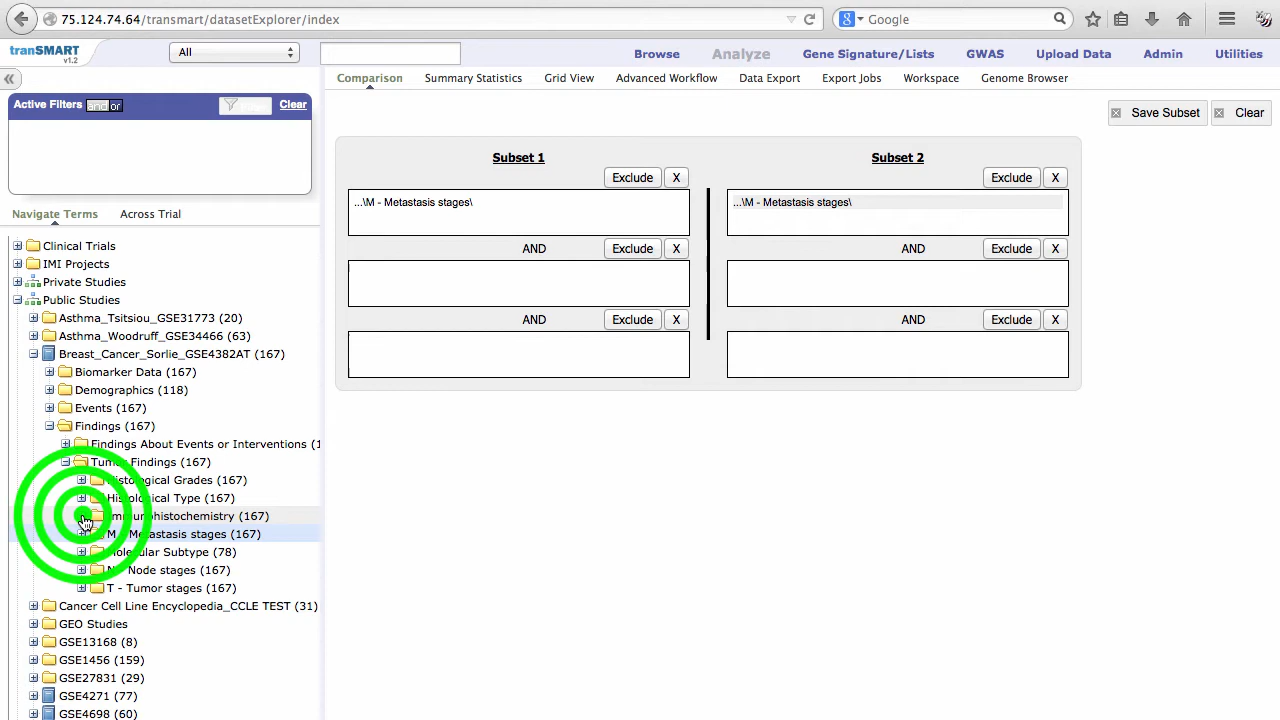 75.124.74.64/transmart/datasetExplorer/index
Google
tranSMART
v1.2
All
Browse Analyze Gene Signature/Lists GWAS Upload Data Admin Utilities
Comparison Summary Statistics Grid View Advanced Workflow Data Export Export Jobs Workspace Genome Browser
Active Filters and or Clear
Save Subset Clear
Subset 1 Subset 2
Exclude X Exclude X
...\M - Metastasis stages\ ...\M - Metastasis stages\
AND Exclude X AND Exclude X
AND Exclude X AND Exclude X
Navigate Terms Across Trial
Clinical Trials
IMI Projects
Private Studies
Public Studies
Asthma_Tsitsiou_GSE31773 (20)
Asthma_Woodruff_GSE34466 (63)
Breast_Cancer_Sorlie_GSE4382AT (167)
Biomarker Data (167)
Demographics (118)
Events (167)
Findings (167)
Findings About Events or Interventions (1
Tumor Findings (167)
Histological Grades (167)
Histological Type (167)
Immunohistochemistry (167)
M - Metastasis stages (167)
Molecular Subtype (78)
N - Node stages (167)
T - Tumor stages (167)
Cancer Cell Line Encyclopedia_CCLE TEST (31)
GEO Studies
GSE13168 (8)
GSE1456 (159)
GSE27831 (29)
GSE4271 (77)
GSE4698 (60)